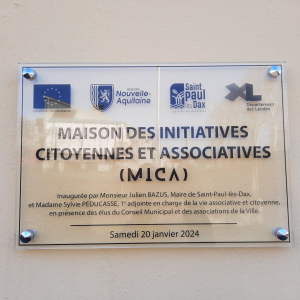 RÉGION
Nouvelle-
Aquitaine
Saint
Paul
lès
Dax
XL
Département
des Landes
MAISON DES INITIATIVES
CITOYENNES ET ASSOCIATIVES
(MICA)
Inaugurée par Monsieur Julien BAZUS, Maire de Saint-Paul-lès-Dax,
et Madame Sylvie PÉDUCASSE, 1e adjointe en charge de la vie associative et citoyenne,
en présence des élus du Conseil Municipal et des associations de la Ville.
Samedi 20 janvier 2024